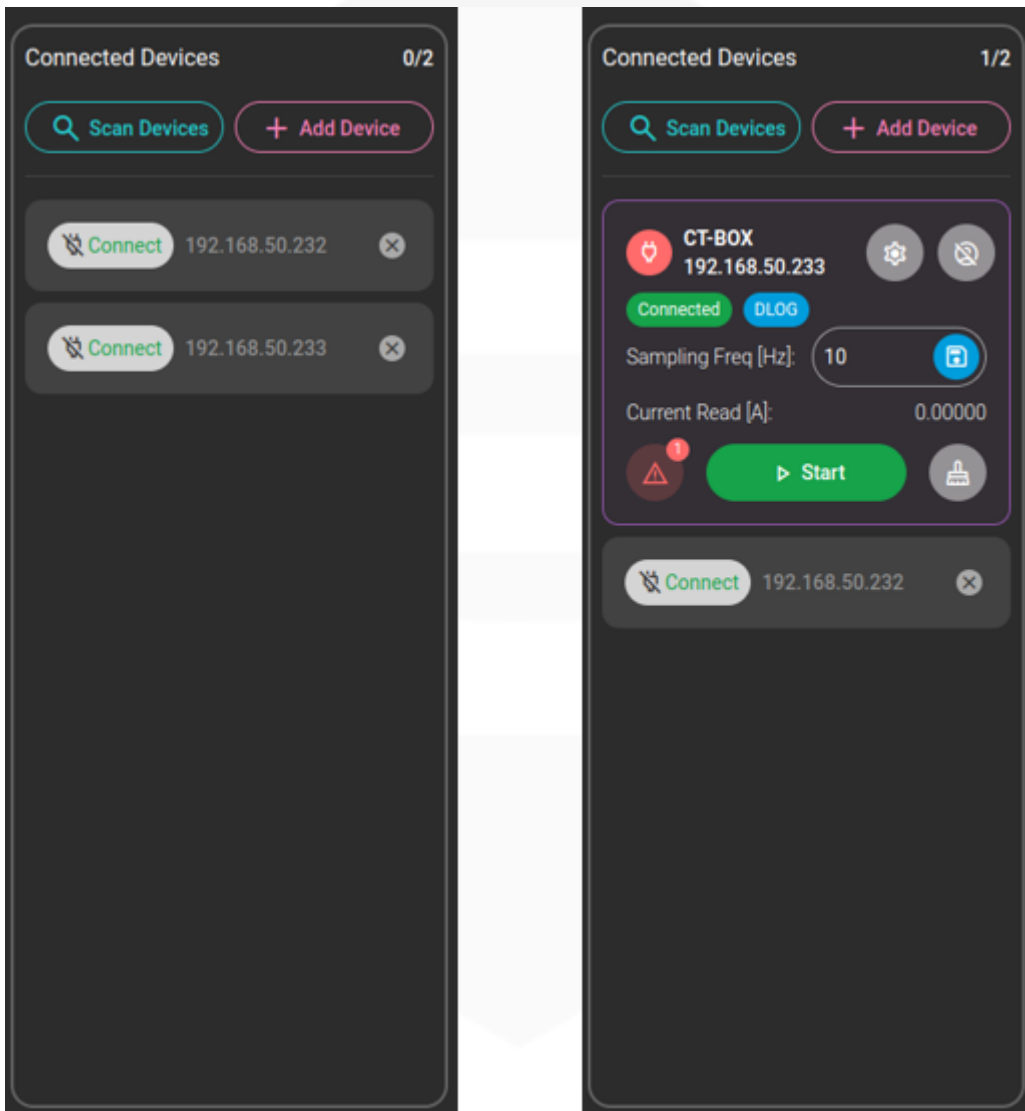 Connected Devices 0/2
Scan Devices + Add Device
Connect 192.168.50.232
Connect 192.168.50.233
Connected Devices 1/2
Scan Devices + Add Device
CT-BOX
192.168.50.233
Connected DLOG
Sampling Freq [Hz]: 10
Current Read [A]: 0.00000
1 Start
Connect 192.168.50.232